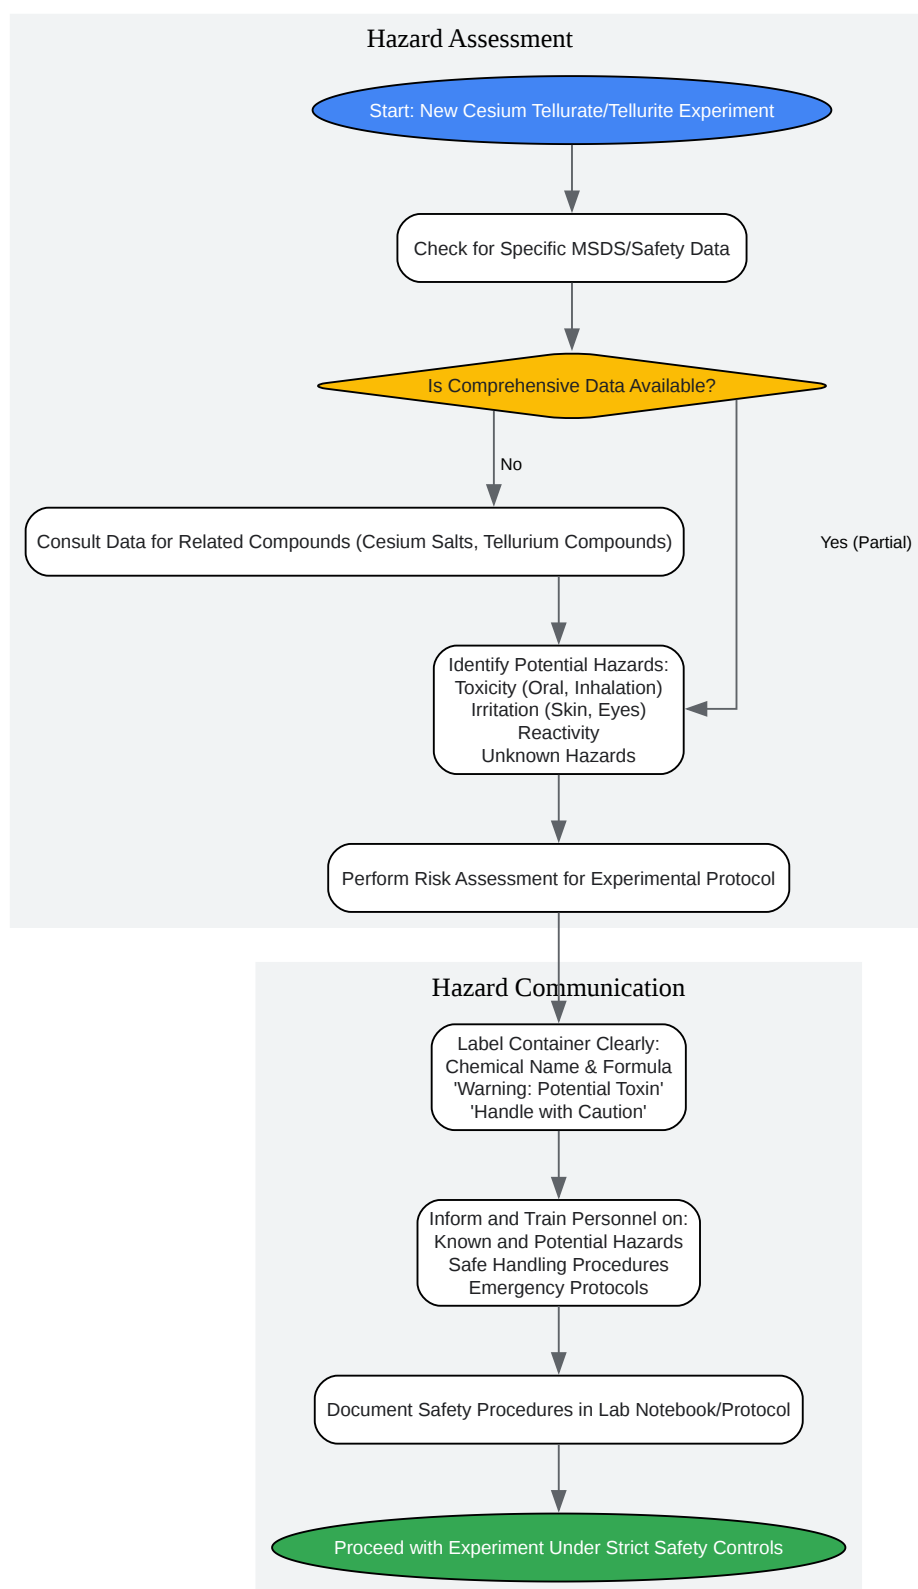 Hazard Assessment
Start: New Cesium Tellurate/Tellurite Experiment
Check for Specific MSDS/Safety Data
Is Comprehensive Data Available?
No
Consult Data for Related Compounds (Cesium Salts, Tellurium Compounds)
Yes (Partial)
Identify Potential Hazards:
Toxicity (Oral, Inhalation)
Irritation (Skin, Eyes)
Reactivity
Unknown Hazards
Perform Risk Assessment for Experimental Protocol
Hazard Communication
Label Container Clearly:
Chemical Name & Formula
'Warning: Potential Toxin'
'Handle with Caution'
Inform and Train Personnel on:
Known and Potential Hazards
Safe Handling Procedures
Emergency Protocols
Document Safety Procedures in Lab Notebook/Protocol
Proceed with Experiment Under Strict Safety Controls